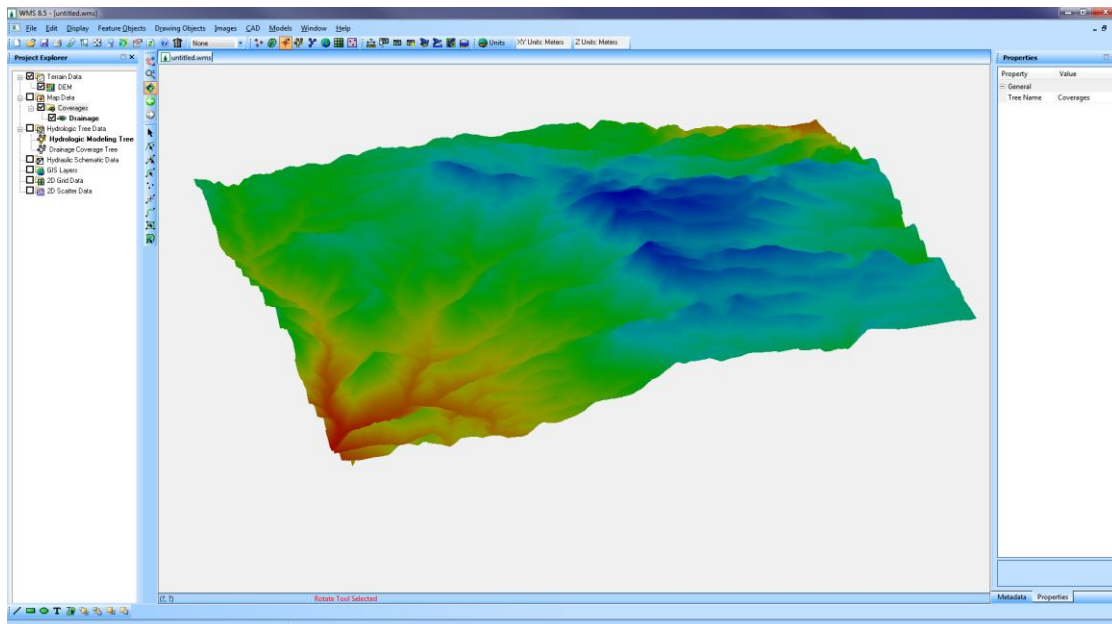 WMS 8.5 - [untitled.wms]
File Edit Display Feature Objects Drawing Objects Images CAD Models Window Help
None Units XY Units: Meters Z Units: Meters
Project Explorer
untitled.wms
Properties
Terrain Data
DEM
Map Data
Coverages
Drainage
Hydrologic Tree Data
Hydrologic Modeling Tree
Drainage Coverage Tree
Hydraulic Schematic Data
GIS Layers
2D Grid Data
2D Scatter Data
Property Value
General
Tree Name Coverages
(?, ?) Rotate Tool Selected
Metadata Properties
T